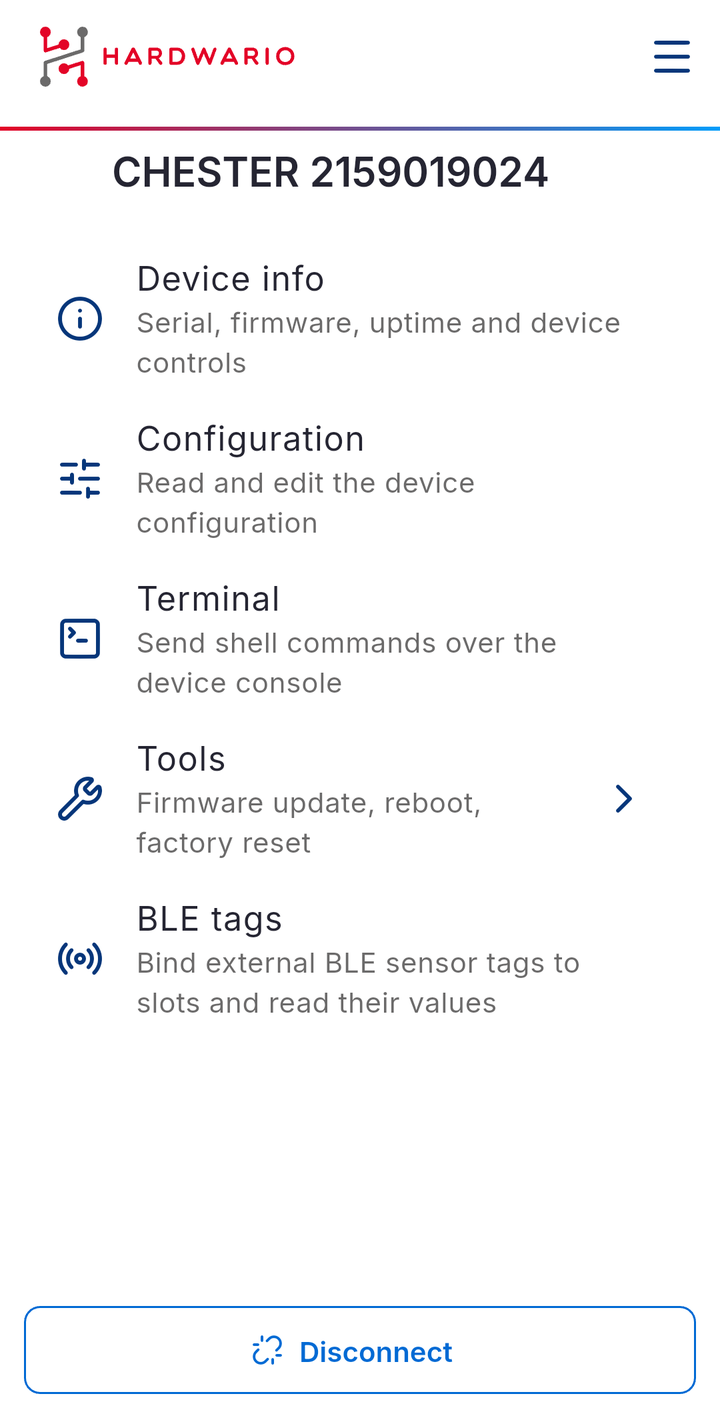 HARDWARIO
CHESTER 2159019024
Device info
Serial, firmware, uptime and device
controls
Configuration
Read and edit the device
configuration
Terminal
Send shell commands over the
device console
Tools
Firmware update, reboot,
factory reset
BLE tags
Bind external BLE sensor tags to
slots and read their values
Disconnect